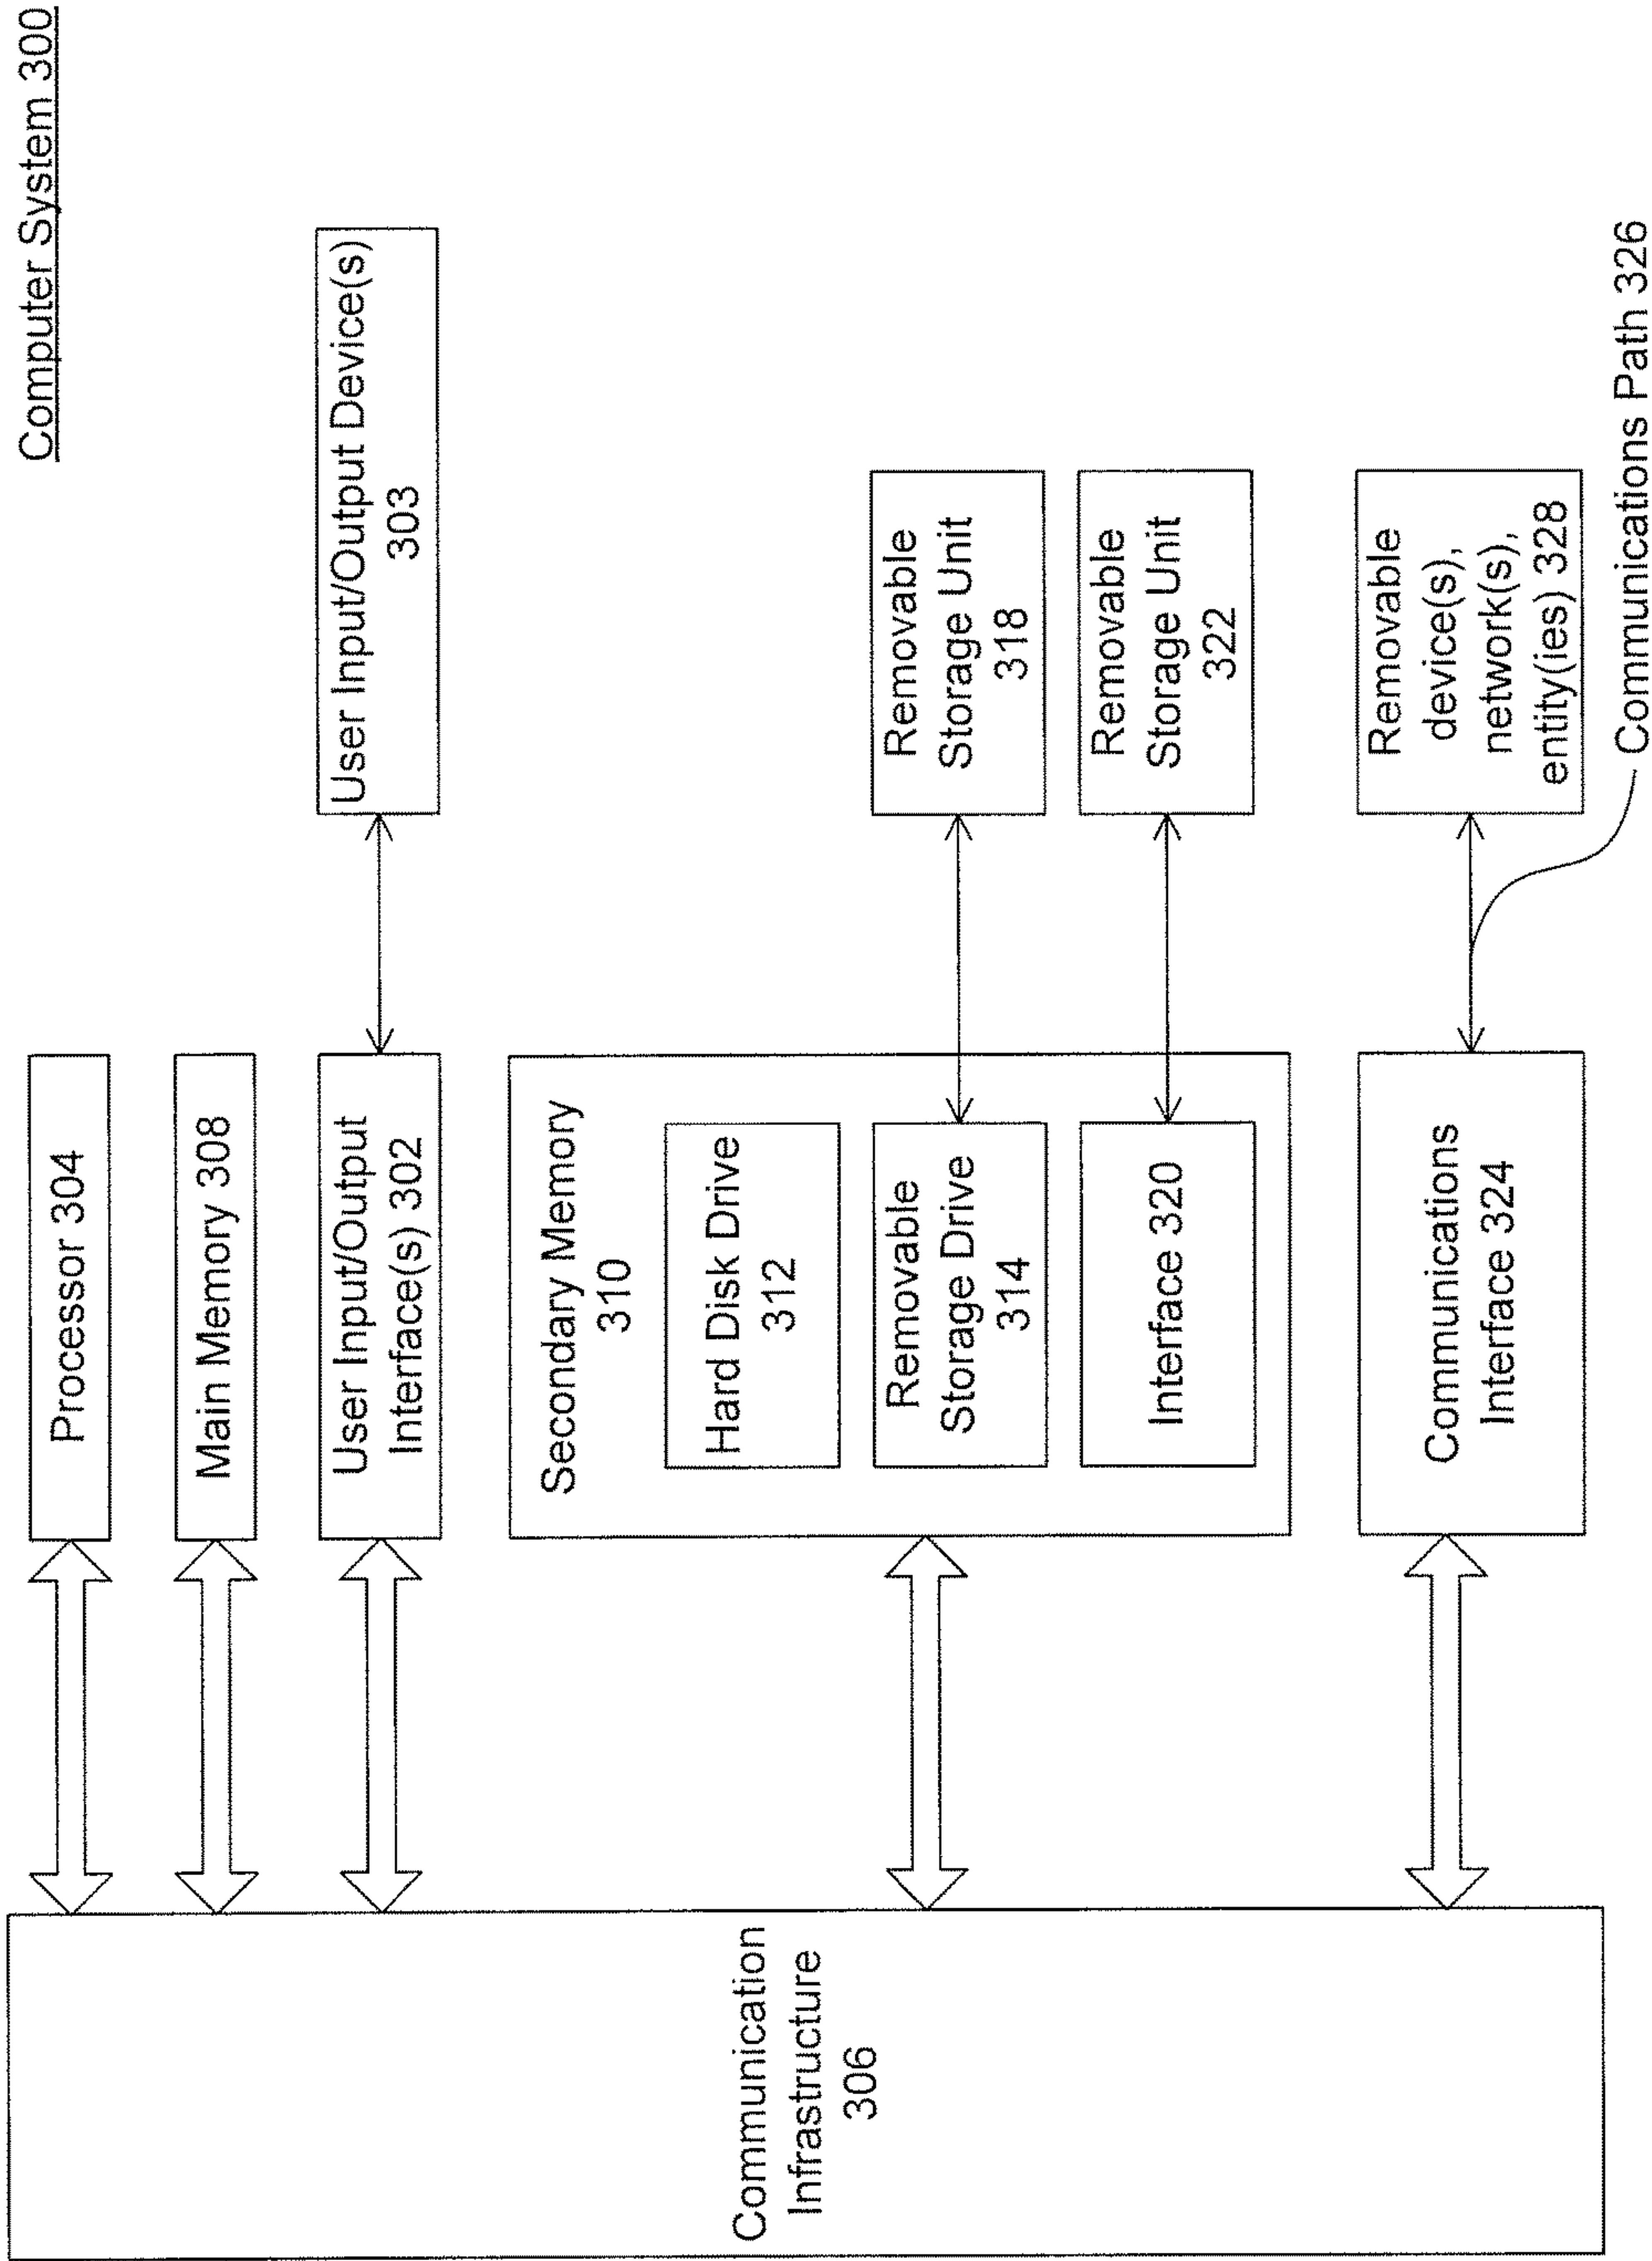 Computer System 300
Processor 304
Main Memory 308
User Input/Output
Interface(s) 302
User Input/Output Device(s)
303
Secondary Memory
310
Hard Disk Drive
312
Removable
Storage Drive
314
Removable
Storage Unit
318
Interface 320
Removable
Storage Unit
322
Communications
Interface 324
Removable
device(s),
network(s),
entity(ies) 328
Communications Path 326
Communication
Infrastructure
306